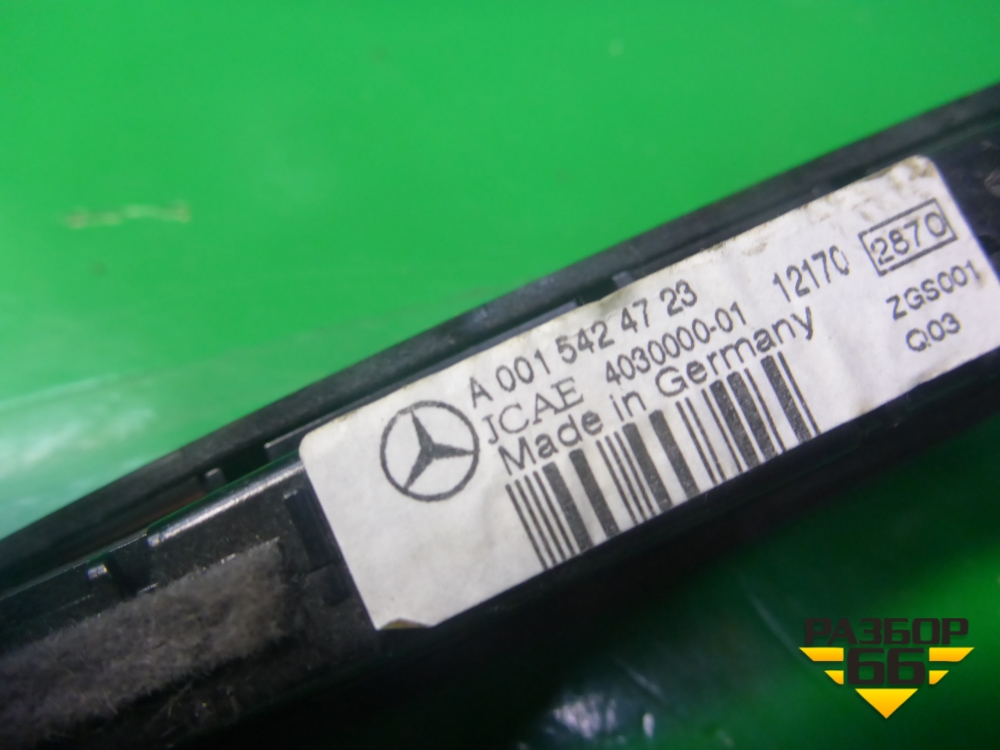 A 001 542 47 23
JCAE 4030000-01 12170 2870
Made in Germany ZGS001
Q03
РАЗБОР
66